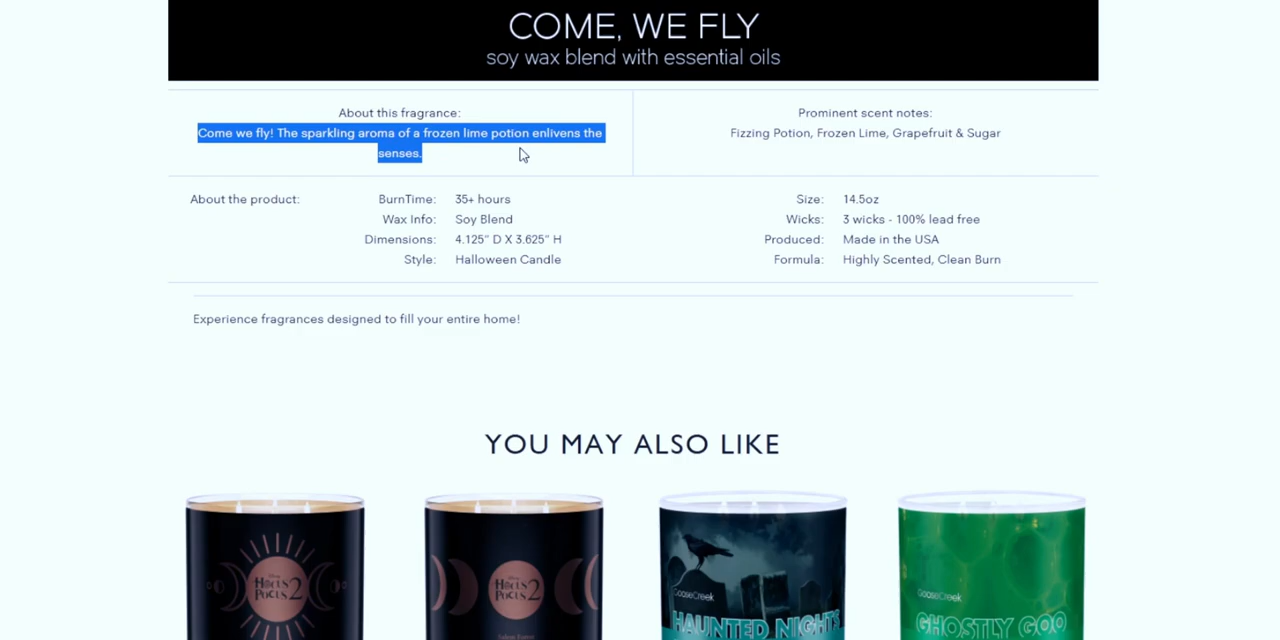 COME, WE FLY
soy wax blend with essential oils
About this fragrance:
Come we fly! The sparkling aroma of a frozen lime potion enlivens the
senses.
Prominent scent notes:
Fizzing Potion, Frozen Lime, Grapefruit & Sugar
About the product:
BurnTime: 35+ hours
Wax Info: Soy Blend
Dimensions: 4.125" D X 3.625" H
Style: Halloween Candle
Size: 14.5oz
Wicks: 3 wicks - 100% lead free
Produced: Made in the USA
Formula: Highly Scented, Clean Burn
Experience fragrances designed to fill your entire home!
YOU MAY ALSO LIKE
HOCUS
POCUS 2
HOCUS
POCUS 2
GooseCreek
HAUNTED NIGHTS
GooseCreek
GHOSTLY GOO